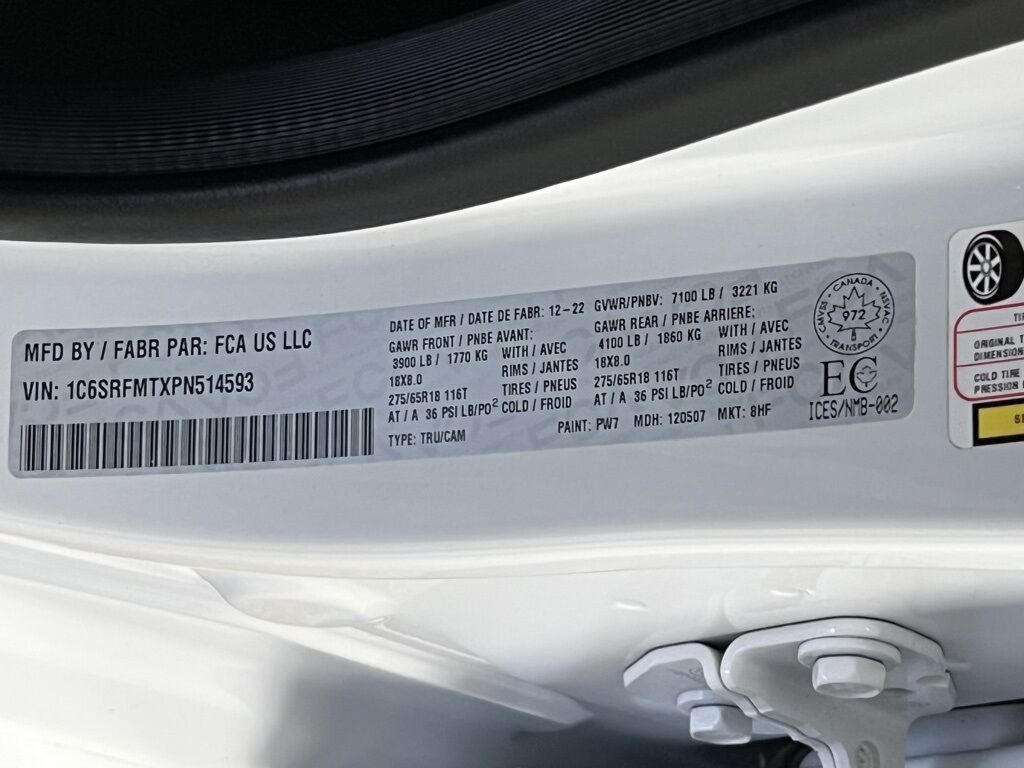 MFD BY / FABR PAR: FCA US LLC
VIN: 1C6SRFMTXPN514593
DATE OF MFR / DATE DE FABR: 12-22 GVWR/PNBV: 7100 LB / 3221 KG
GAWR FRONT / PNBE AVANT:
3900 LB / 1770 KG WITH / AVEC
18X8.0 RIMS / JANTES
275/65R18 116T TIRES / PNEUS
AT / A 36 PSI LB/PO² COLD / FROID
GAWR REAR / PNBE ARRIERE:
4100 LB / 1860 KG WITH / AVEC
18X8.0 RIMS / JANTES
275/65R18 116T TIRES / PNEUS
AT / A 36 PSI LB/PO² COLD / FROID
TYPE: TRU/CAM
PAINT: PW7 MDH: 120507 MKT: 8HF
CANADA
CMVSS NSVAC
972
TRANSPORT
EC
ICES/NMB-002
ORIGINAL T
DIMENSION
COLD TIRE
PRESSION